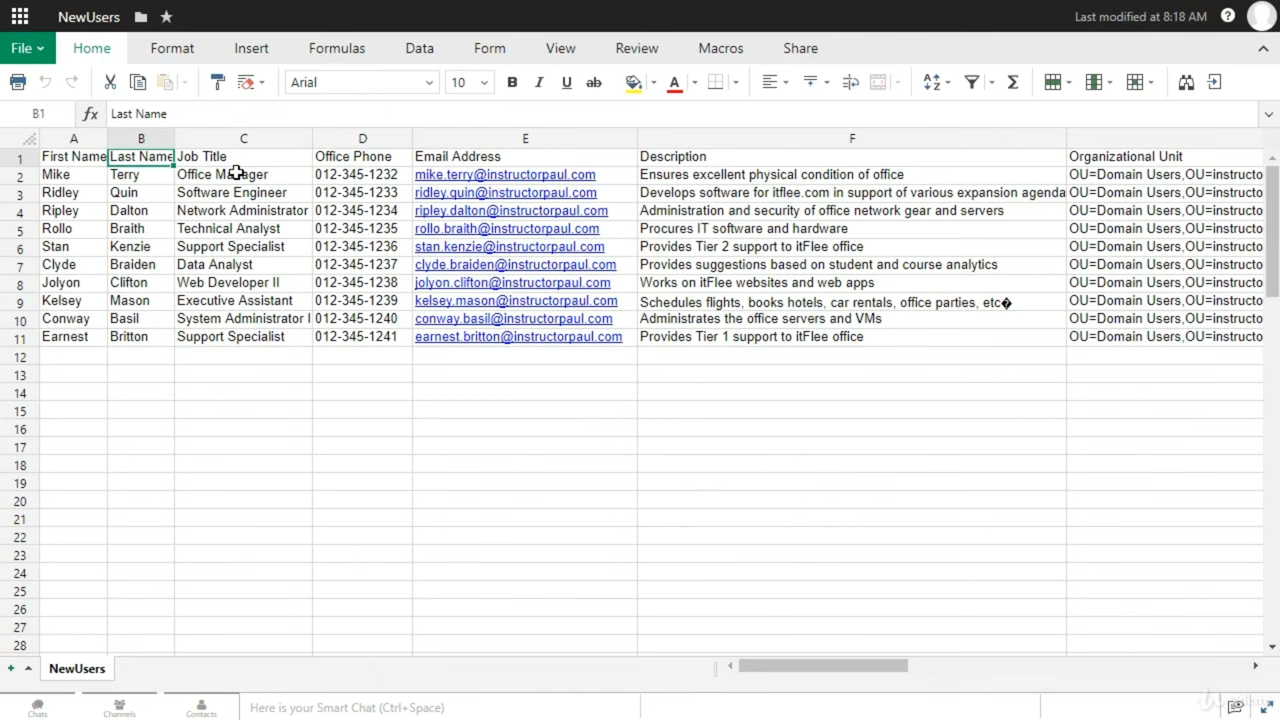 NewUsers Last modified at 8:18 AM ?
File Home Format Insert Formulas Data Form View Review Macros Share
Arial 10 B I U ab A Σ
B1 fx Last Name
A B C D E F
1 First Name Last Name Job Title Office Phone Email Address Description Organizational Unit
2 Mike Terry Office Manager 012-345-1232 mike.terry@instructorpaul.com Ensures excellent physical condition of office OU=Domain Users,OU=instructo
3 Ridley Quin Software Engineer 012-345-1233 ridley.quin@instructorpaul.com Develops software for itflee.com in support of various expansion agenda OU=Domain Users,OU=instructo
4 Ripley Dalton Network Administrator 012-345-1234 ripley.dalton@instructorpaul.com Administration and security of office network gear and servers OU=Domain Users,OU=instructo
5 Rollo Braith Technical Analyst 012-345-1235 rollo.braith@instructorpaul.com Procures IT software and hardware OU=Domain Users,OU=instructo
6 Stan Kenzie Support Specialist 012-345-1236 stan.kenzie@instructorpaul.com Provides Tier 2 support to itFlee office OU=Domain Users,OU=instructo
7 Clyde Braiden Data Analyst 012-345-1237 clyde.braiden@instructorpaul.com Provides suggestions based on student and course analytics OU=Domain Users,OU=instructo
8 Jolyon Clifton Web Developer II 012-345-1238 jolyon.clifton@instructorpaul.com Works on itFlee websites and web apps OU=Domain Users,OU=instructo
9 Kelsey Mason Executive Assistant 012-345-1239 kelsey.mason@instructorpaul.com Schedules flights, books hotels, car rentals, office parties, etc� OU=Domain Users,OU=instructo
10 Conway Basil System Administrator I 012-345-1240 conway.basil@instructorpaul.com Administrates the office servers and VMs OU=Domain Users,OU=instructo
11 Earnest Britton Support Specialist 012-345-1241 earnest.britton@instructorpaul.com Provides Tier 1 support to itFlee office OU=Domain Users,OU=instructo
12
13
14
15
16
17
18
19
20
21
22
23
24
25
26
27
28
NewUsers
Chats Channels Contacts Here is your Smart Chat (Ctrl+Space)